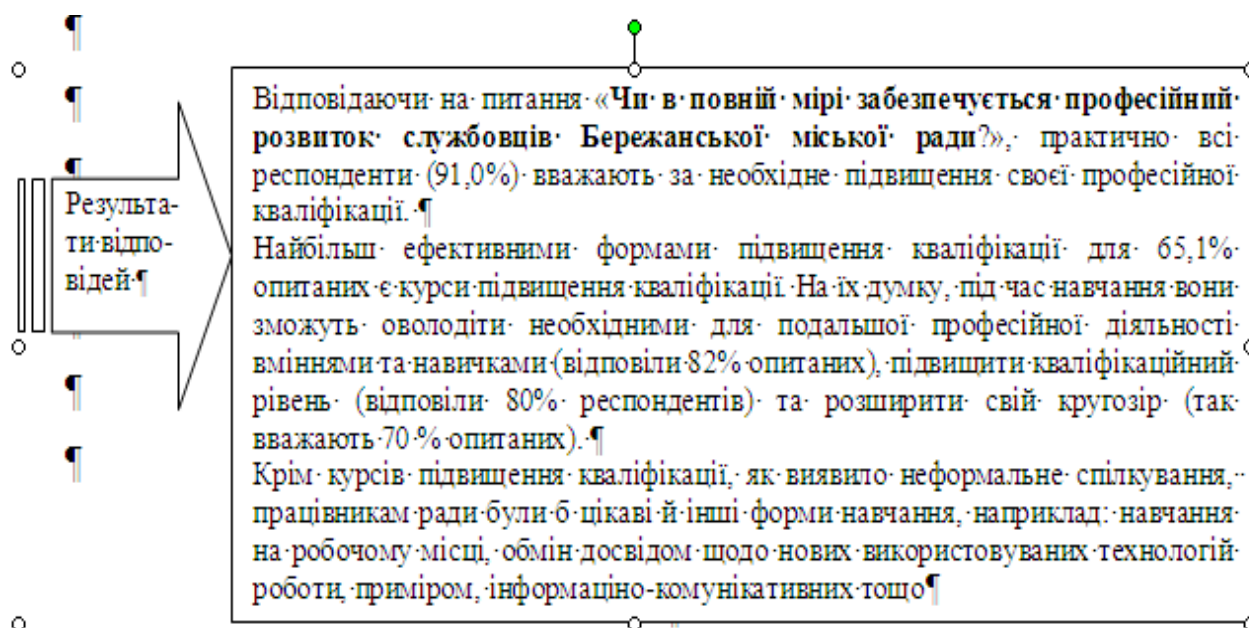 Результа-
ти відпо-
відей
Відповідаючи на питання «Чи в повній мірі забезпечується професійний
розвиток службовців Бережанської міської ради?», практично всі
респонденти (91,0%) вважають за необхідне підвищення своєї професійної
кваліфікації.
Найбільш ефективними формами підвищення кваліфікації для 65,1%
опитаних є курси підвищення кваліфікації. На їх думку, під час навчання вони
зможуть оволодіти необхідними для подальшої професійної діяльності
вміннями та навичками (відповіли 82% опитаних), підвищити кваліфікаційний
рівень (відповіли 80% респондентів) та розширити свій кругозір (так
вважають 70 % опитаних).
Крім курсів підвищення кваліфікації, як виявило неформальне спілкування,
працівникам ради були б цікаві й інші форми навчання, наприклад: навчання
на робочому місці, обмін досвідом щодо нових використовуваних технологій
роботи, приміром, інформаціно-комунікативних тощо